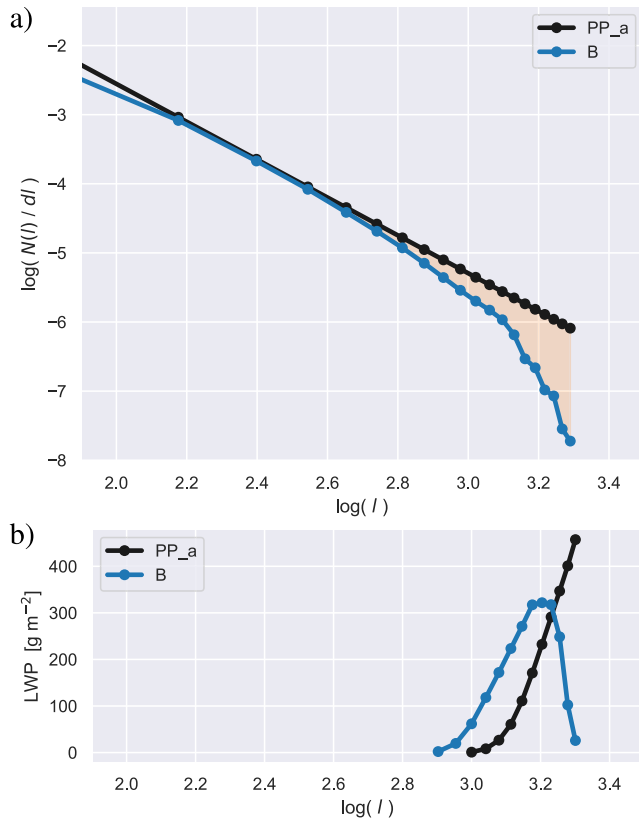 a)
PP_a
B
−2
−3
−4
−5
−6
−7
−8
log( N(l) / dl )
2.0 2.2 2.4 2.6 2.8 3.0 3.2 3.4
log( l )
b)
PP_a
B
400
300
200
100
0
LWP [g m⁻²]
2.0 2.2 2.4 2.6 2.8 3.0 3.2 3.4
log( l )